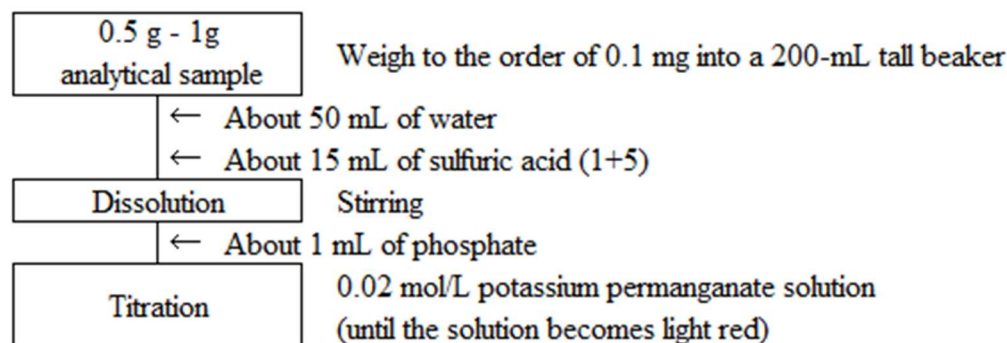 0.5 g - 1g
analytical sample
Weigh to the order of 0.1 mg into a 200-mL tall beaker
← About 50 mL of water
← About 15 mL of sulfuric acid (1+5)
Dissolution
Stirring
← About 1 mL of phosphate
Titration
0.02 mol/L potassium permanganate solution
(until the solution becomes light red)